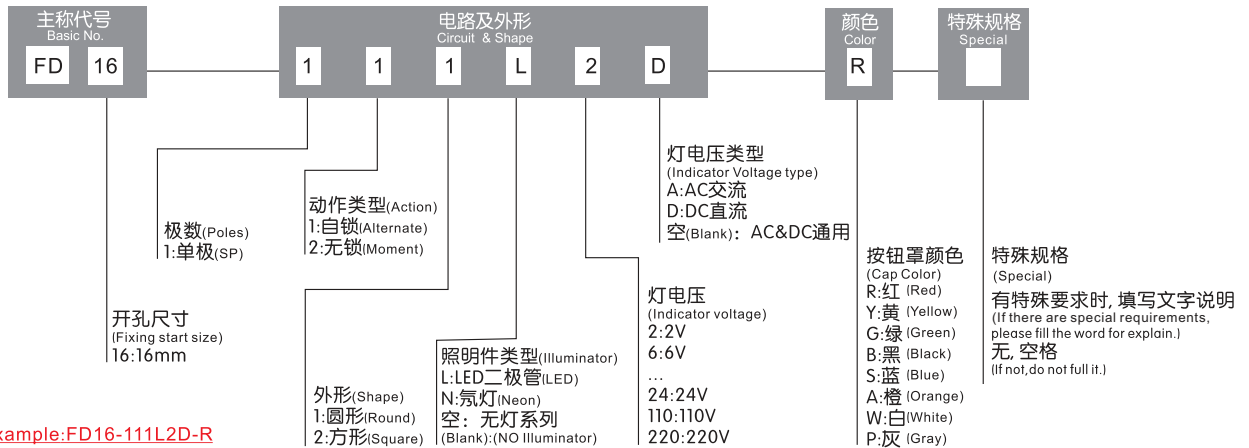 主称代号
Basic No.
FD 16
电路及外形
Circuit & Shape
1 1 1 L 2 D
颜色
Color
R
特殊规格
Special
极数(Poles)
1:单极(SP)
开孔尺寸
(Fixing start size)
16:16mm
动作类型(Action)
1:自锁(Alternate)
2:无锁(Moment)
外形(Shape)
1:圆形(Round)
2:方形(Square)
照明件类型(Illuminator)
L:LED二极管(LED)
N:氖灯(Neon)
空：无灯系列
(Blank):(NO Illuminator)
灯电压类型
(Indicator Voltage type)
A:AC交流
D:DC直流
空(Blank)：AC&DC通用
灯电压
(Indicator voltage)
2:2V
6:6V
...
24:24V
110:110V
220:220V
按钮罩颜色
(Cap Color)
R:红 (Red)
Y:黄 (Yellow)
G:绿 (Green)
B:黑 (Black)
S:蓝 (Blue)
A:橙 (Orange)
W:白(White)
P:灰 (Gray)
特殊规格
(Special)
有特殊要求时, 填写文字说明
(If there are special requirements,
please fill the word for explain.)
无, 空格
(If not,do not full it.)
xample:FD16-111L2D-R